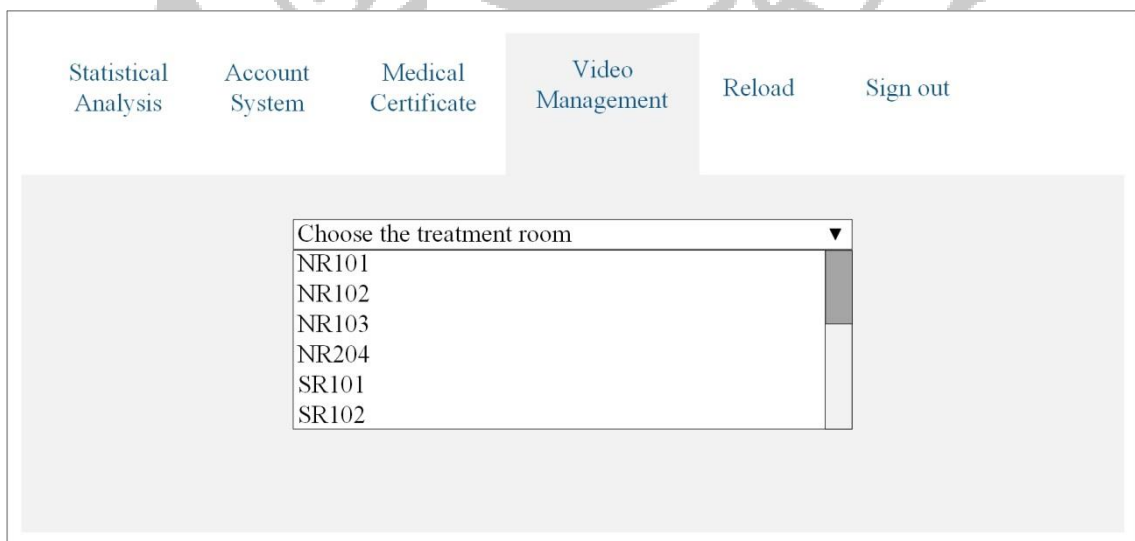 Statistical
Analysis
Account
System
Medical
Certificate
Video
Management
Reload
Sign out
Choose the treatment room
NR101
NR102
NR103
NR204
SR101
SR102